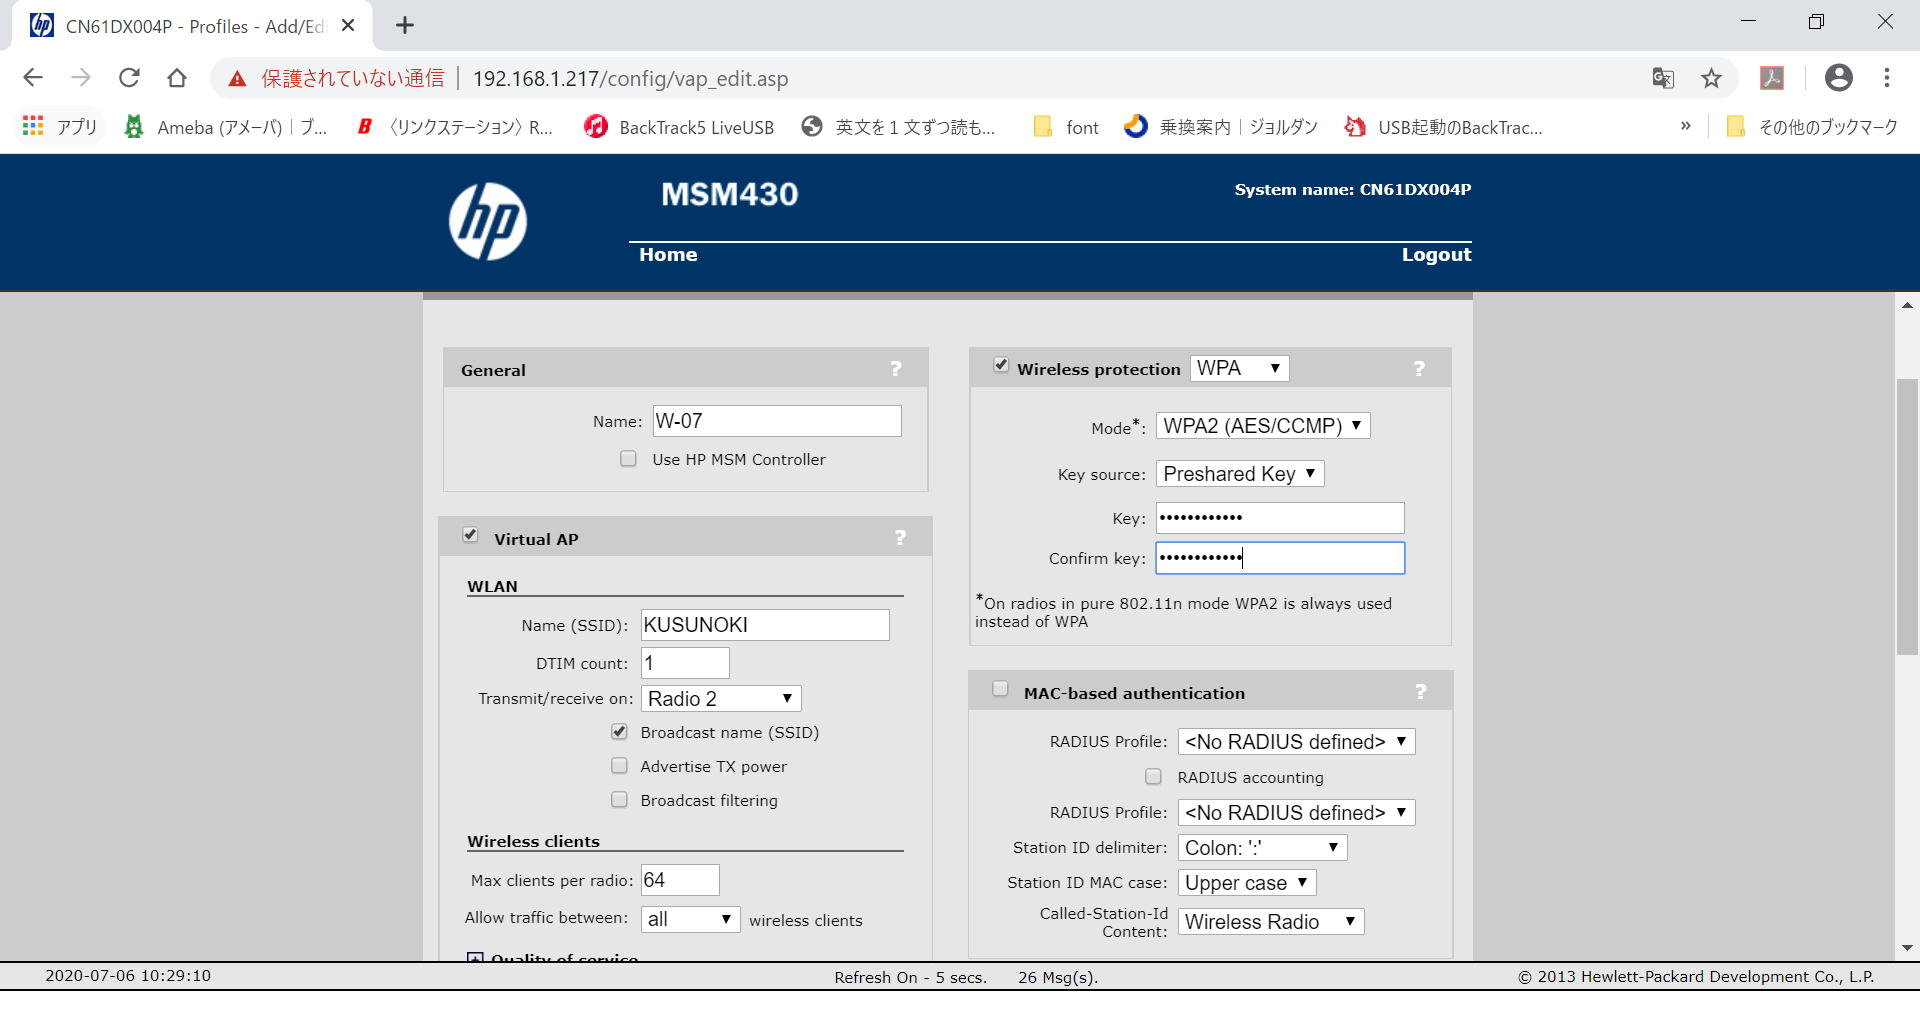 CN61DX004P - Profiles - Add/Ed
保護されていない通信 192.168.1.217/config/vap_edit.asp
アプリ Ameba (アメーバ)｜ブ... 〈リンクステーション〉R... BackTrack5 LiveUSB 英文を１文ずつ読も... font 乗換案内｜ジョルダン USB起動のBackTrac... » その他のブックマーク
hp
MSM430
System name: CN61DX004P
Home Logout
General ?
Name: W-07
Use HP MSM Controller
Virtual AP ?
WLAN
Name (SSID): KUSUNOKI
DTIM count: 1
Transmit/receive on: Radio 2
Broadcast name (SSID)
Advertise TX power
Broadcast filtering
Wireless clients
Max clients per radio: 64
Allow traffic between: all wireless clients
Quality of service
Wireless protection WPA ?
Mode*: WPA2 (AES/CCMP)
Key source: Preshared Key
Key: ••••••••••••
Confirm key: ••••••••••••
*On radios in pure 802.11n mode WPA2 is always used
instead of WPA
MAC-based authentication ?
RADIUS Profile: <No RADIUS defined>
RADIUS accounting
RADIUS Profile: <No RADIUS defined>
Station ID delimiter: Colon: ':'
Station ID MAC case: Upper case
Called-Station-Id
Content: Wireless Radio
2020-07-06 10:29:10 Refresh On - 5 secs. 26 Msg(s). © 2013 Hewlett-Packard Development Co., L.P.